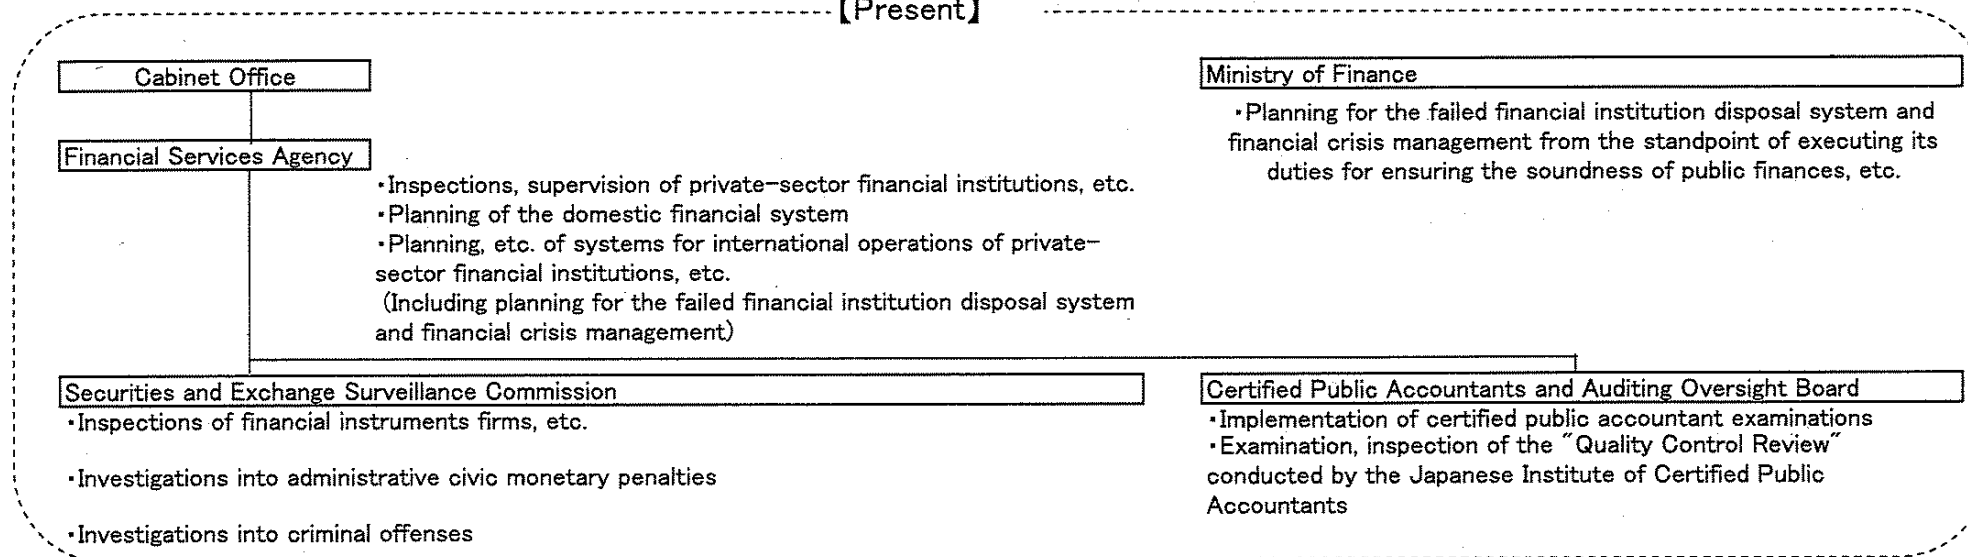 【Present】
Cabinet Office
Financial Services Agency
・Inspections, supervision of private-sector financial institutions, etc.
・Planning of the domestic financial system
・Planning, etc. of systems for international operations of private-
sector financial institutions, etc.
(Including planning for the failed financial institution disposal system
and financial crisis management)
Ministry of Finance
・Planning for the failed financial institution disposal system and
financial crisis management from the standpoint of executing its
duties for ensuring the soundness of public finances, etc.
Securities and Exchange Surveillance Commission
・Inspections of financial instruments firms, etc.
・Investigations into administrative civic monetary penalties
・Investigations into criminal offenses
Certified Public Accountants and Auditing Oversight Board
・Implementation of certified public accountant examinations
・Examination, inspection of the "Quality Control Review"
conducted by the Japanese Institute of Certified Public
Accountants